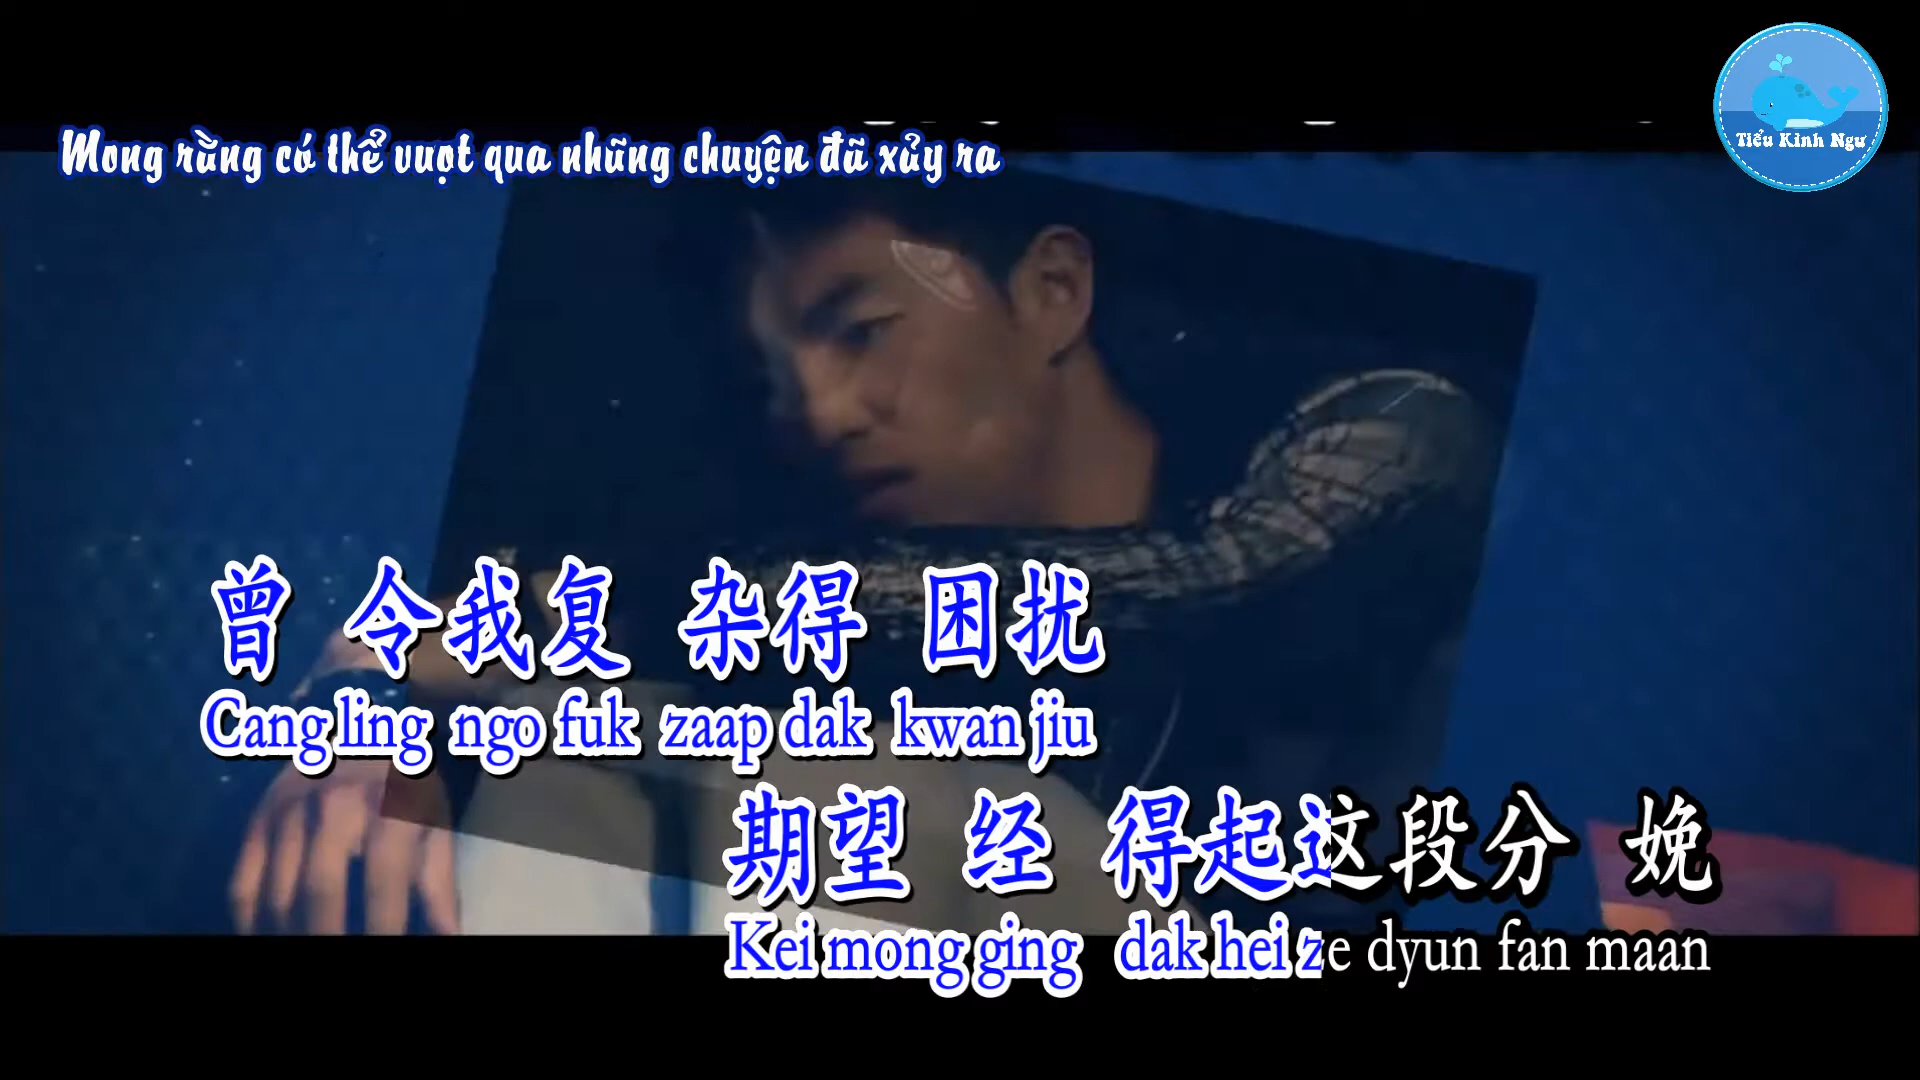 Tiểu Kình Ngư
Mong rằng có thể vượt qua những chuyện đã xủy ra
曾 令我复 杂得 困扰
Cang ling ngo fuk zaap dak kwan jiu
期望 经 得起这段分 娩
Kei mong ging dak hei ze dyun fan maan